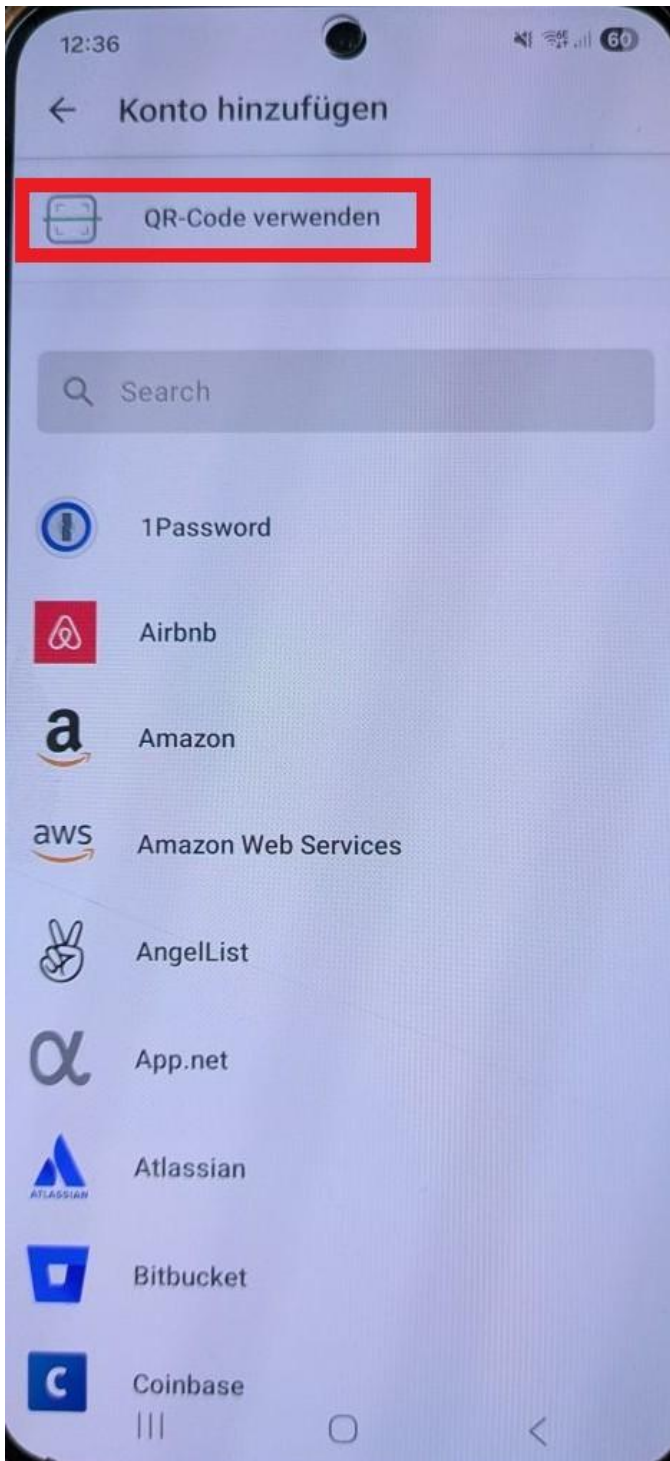 12:36
60
Konto hinzufügen
QR-Code verwenden
Search
1Password
Airbnb
a
Amazon
aws
Amazon Web Services
AngelList
α
App.net
ATLASSIAN
Atlassian
Bitbucket
C
Coinbase